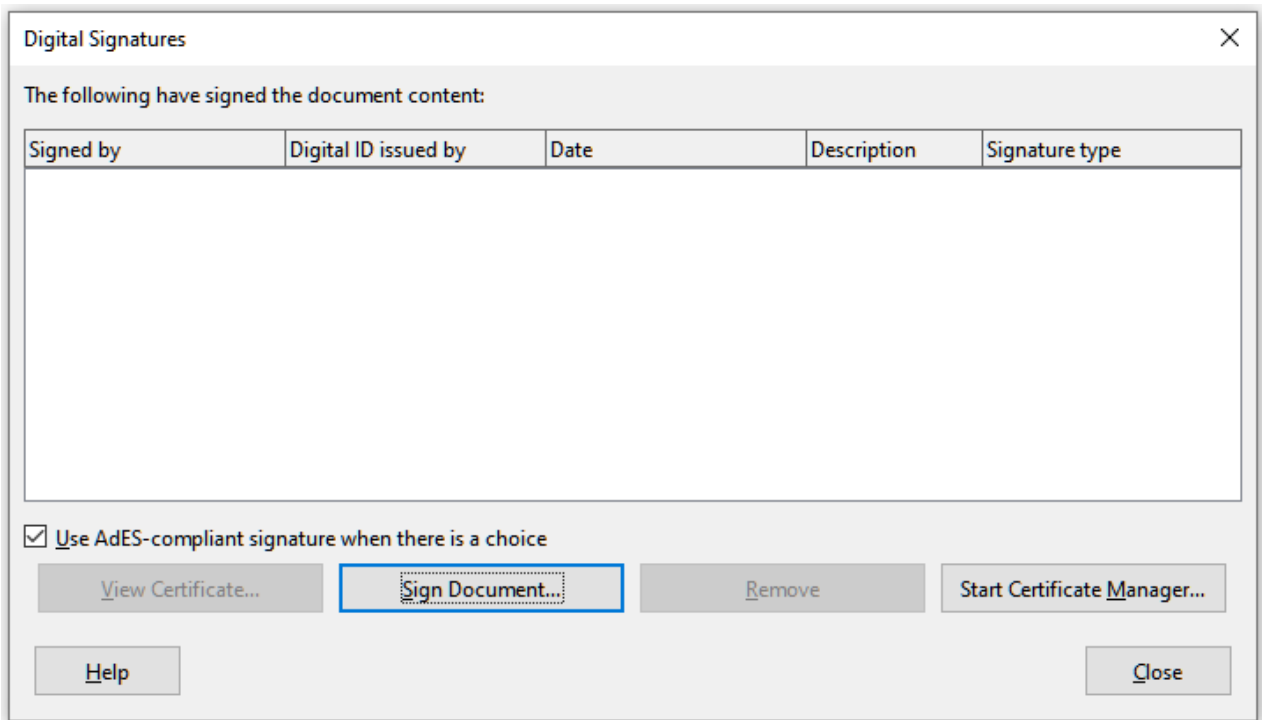 Digital Signatures
The following have signed the document content:
Signed by Digital ID issued by Date Description Signature type
Use AdES-compliant signature when there is a choice
View Certificate... Sign Document... Remove Start Certificate Manager...
Help Close